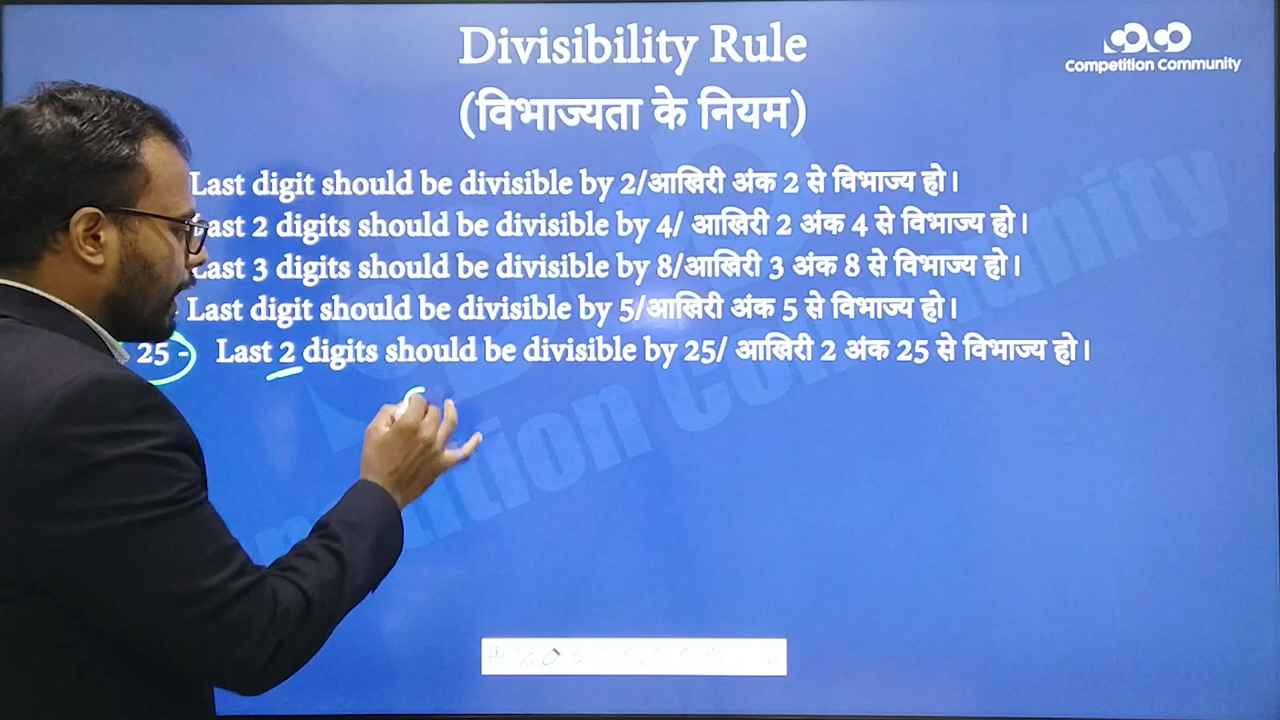 Divisibility Rule
Competition Community
(विभाज्यता के नियम)
Last digit should be divisible by 2/आखिरी अंक 2 से विभाज्य हो।
Last 2 digits should be divisible by 4/ आखिरी 2 अंक 4 से विभाज्य हो।
Last 3 digits should be divisible by 8/आखिरी 3 अंक 8 से विभाज्य हो।
Last digit should be divisible by 5/आखिरी अंक 5 से विभाज्य हो।
25 - Last 2 digits should be divisible by 25/ आखिरी 2 अंक 25 से विभाज्य हो।